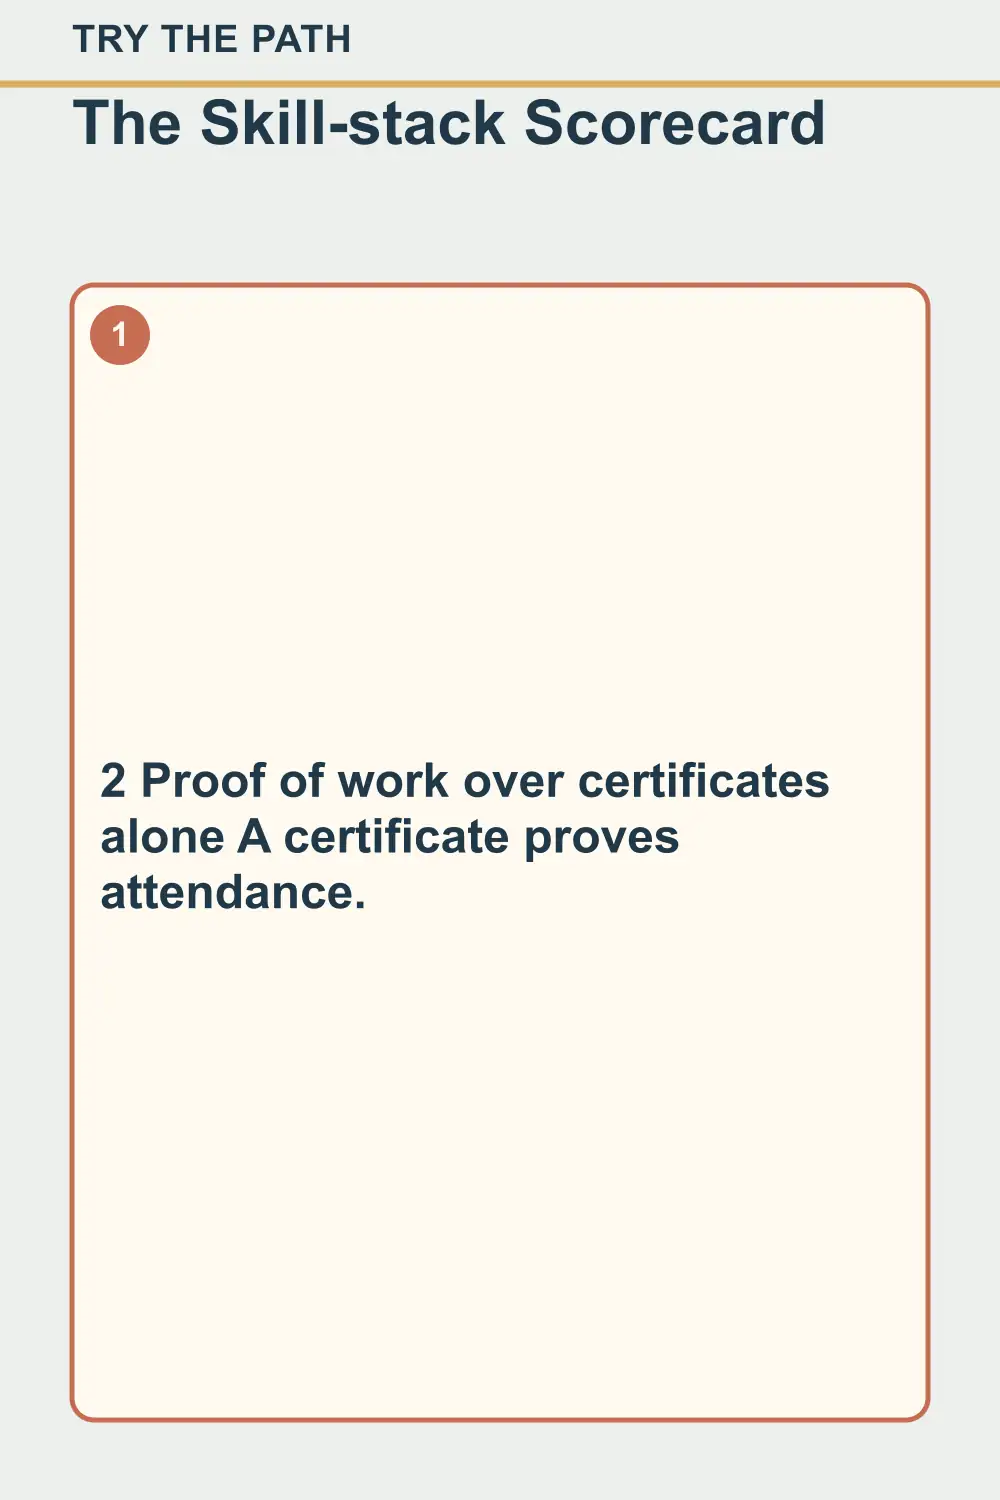 TRY THE PATH
The Skill-stack Scorecard
1
2 Proof of work over certificates
alone A certificate proves
attendance.